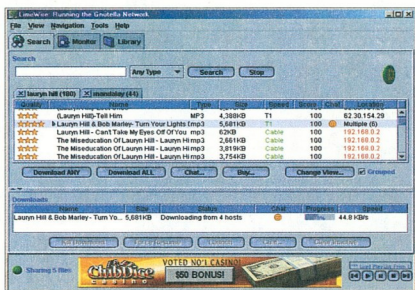 LimeWire: Running the Gnutella Network
File View Navigation Tools Help
Search Monitor Library
Search
Any Type Search Stop
lauryn hill (180) mandolay (44)
Quality Name Type Size Speed Score Chat Location
(Lauryn Hill)-Tell Him MP3 4,388KB T1 100 62.30.154.29
Lauryn Hill & Bob Marley- Turn Your Lights D mp3 5,681KB T1 100 Multiple (6)
Lauryn Hill - Can't Take My Eyes Off Of You mp3 62KB Cable 100 192.168.0.2
The Miseducation Of Lauryn Hill - Lauryn Hi mp3 2,661KB Cable 100 192.168.0.2
The Miseducation Of Lauryn Hill - Lauryn Hi mp3 3,819KB Cable 100 192.168.0.2
The Miseducation Of Lauryn Hill - Lauryn Hi mp3 3,754KB Cable 100 192.168.0.2
Download ANY Download ALL Chat... Buy... Change View... Grouped
Downloads
Name Size Status Chat Progress Speed
Lauryn Hill & Bob Marley- Turn Yo... 5,681KB Downloading from 4 hosts 44.8 KB/s
Kill Download Chat...
Sharing 5 files
ClubDice casino
VOTED NO'1 CASINO!
$50 BONUS!